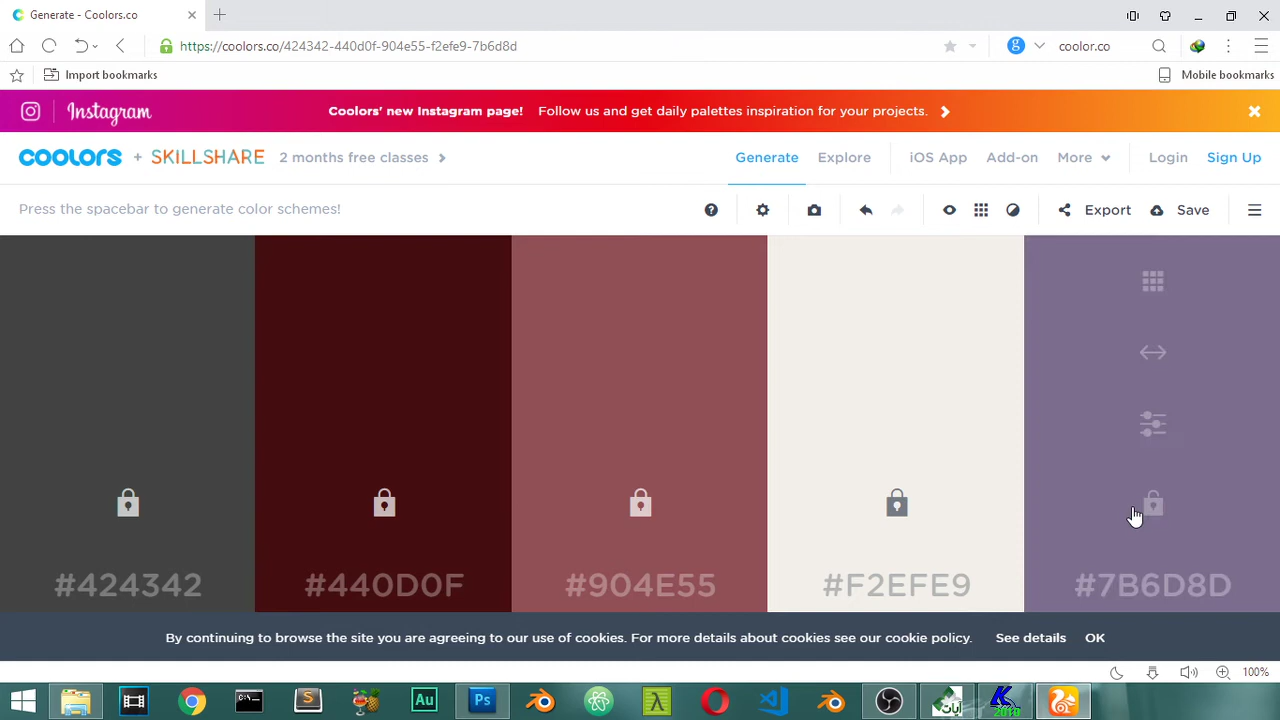 Generate - Coolors.co
https://coolors.co/424342-440d0f-904e55-f2efe9-7b6d8d
coolor.co
Import bookmarks
Mobile bookmarks
Instagram
Coolors' new Instagram page! Follow us and get daily palettes inspiration for your projects.
COOLORS + SKILLSHARE 2 months free classes
Generate Explore iOS App Add-on More Login Sign Up
Press the spacebar to generate color schemes!
Export Save
#424342 #440D0F #904E55 #F2EFE9 #7B6D8D
By continuing to browse the site you are agreeing to our use of cookies. For more details about cookies see our cookie policy. See details OK
100%
Au Ps
K 2010